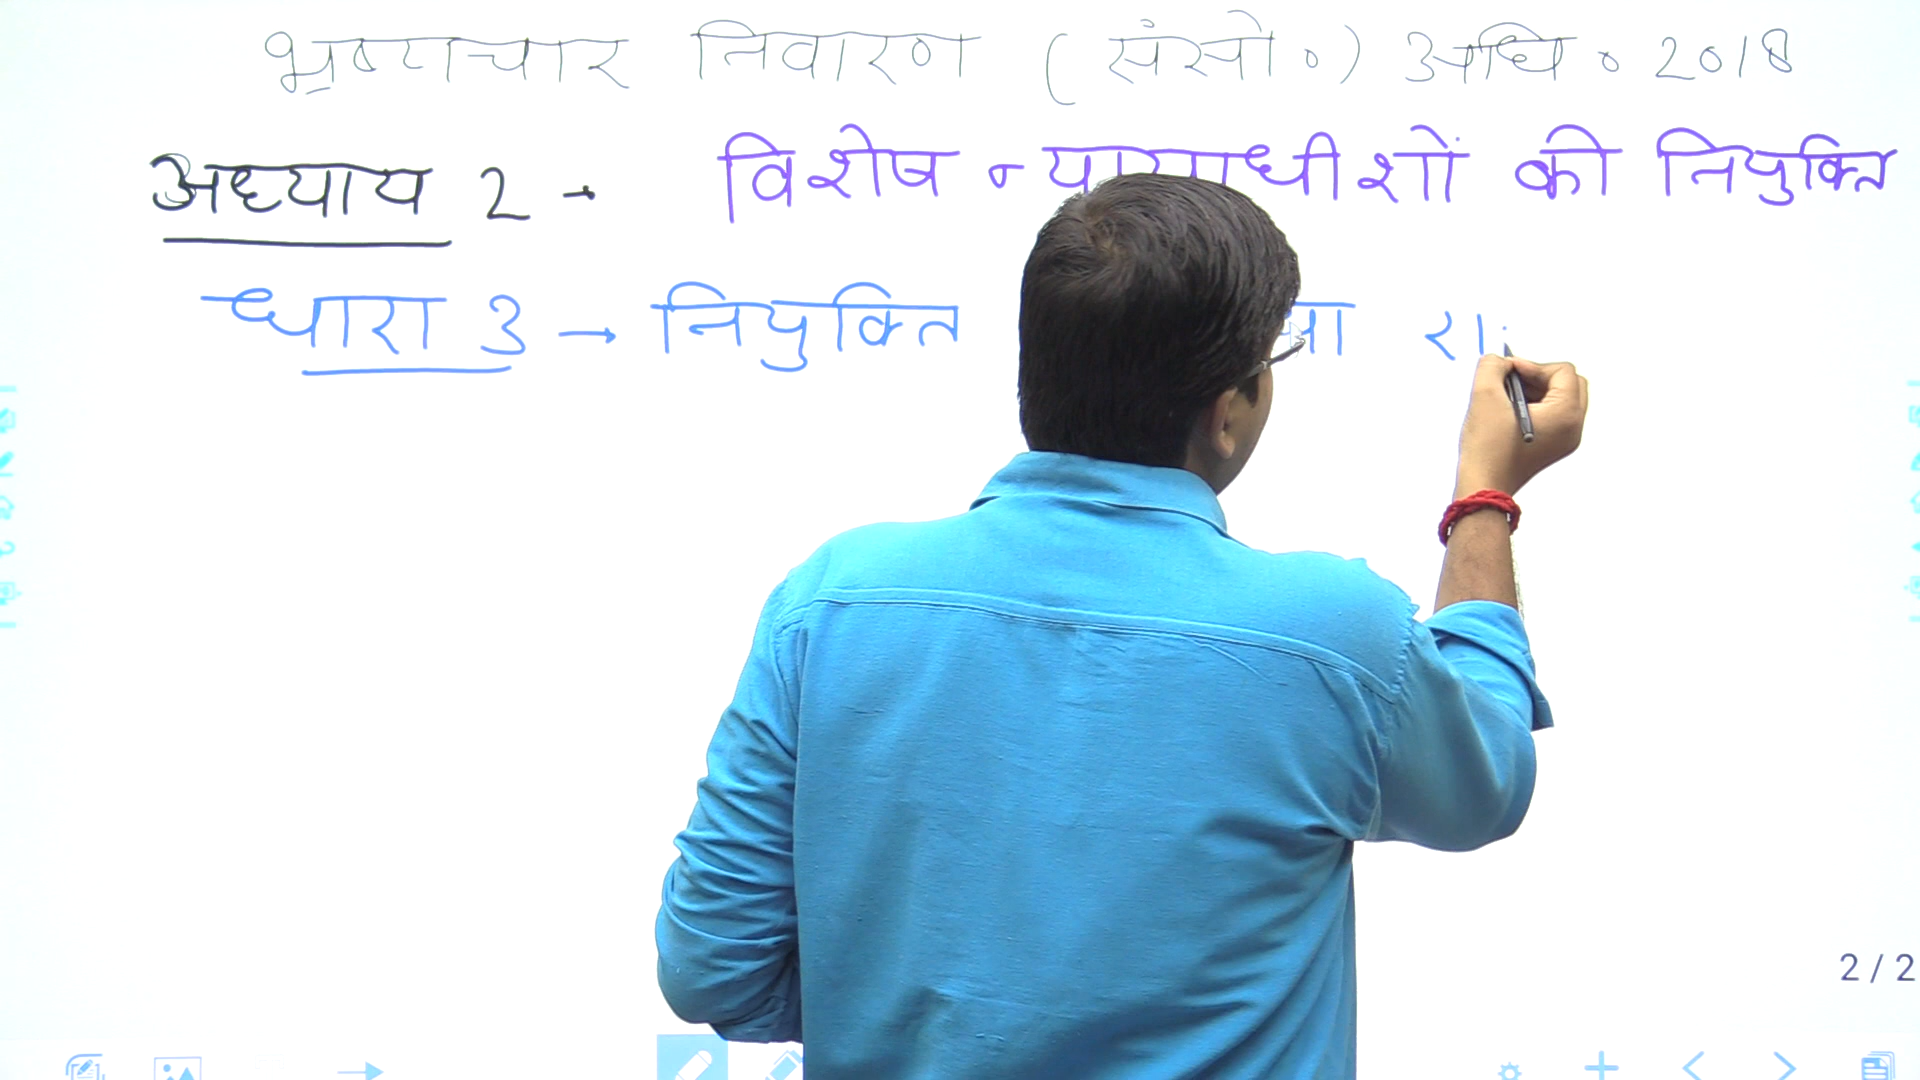 भ्रष्टाचार निवारण (संसो०) अधि० 2018
अध्याय 2 - विशेष न्यायाधीशों की नियुक्ति
धारा 3 → नियुक्ति
2 / 2